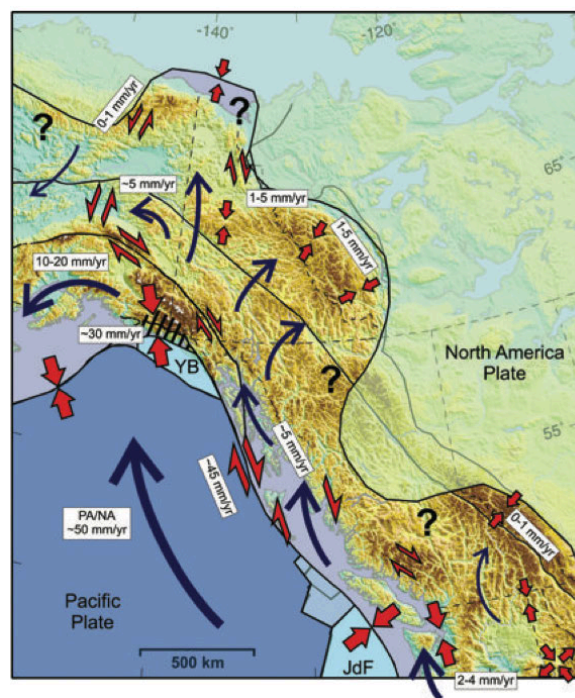 -140°
-120°
0-1 mm/yr
?
?
65°
~5 mm/yr
1-5 mm/yr
1-5 mm/yr
10-20 mm/yr
~30 mm/yr
YB
North America
Plate
?
55°
~5 mm/yr
~45 mm/yr
PA/NA
~50 mm/yr
?
0-1 mm/yr
Pacific
Plate
500 km
JdF
2-4 mm/yr